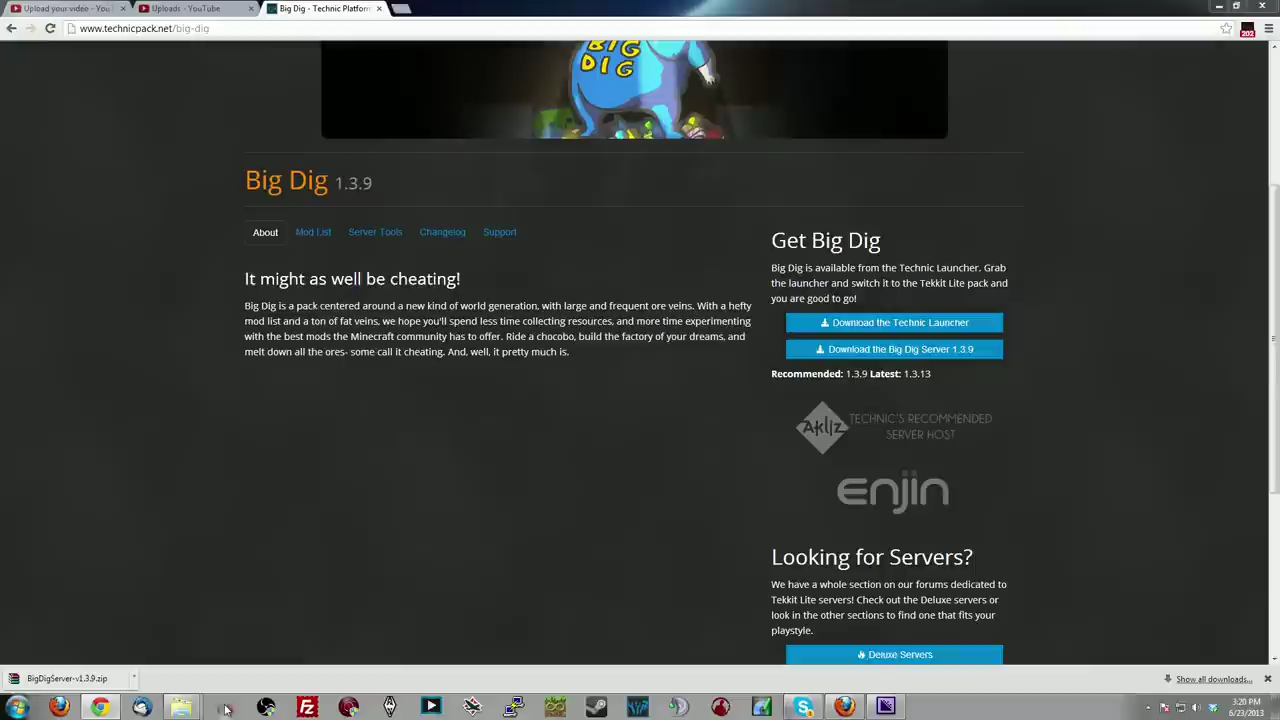 Upload your video - You
Uploads - YouTube
Big Dig - Technic Platform
www.technicpack.net/big-dig
202
BIG
DIG
Big Dig 1.3.9
About
Mod List
Server Tools
Changelog
Support
It might as well be cheating!
Big Dig is a pack centered around a new kind of world generation, with large and frequent ore veins. With a hefty
mod list and a ton of fat veins, we hope you'll spend less time collecting resources, and more time experimenting
with the best mods the Minecraft community has to offer. Ride a chocobo, build the factory of your dreams, and
melt down all the ores- some call it cheating. And, well, it pretty much is.
Get Big Dig
Big Dig is available from the Technic Launcher. Grab
the launcher and switch it to the Tekkit Lite pack and
you are good to go!
Download the Technic Launcher
Download the Big Dig Server 1.3.9
Recommended: 1.3.9 Latest: 1.3.13
Akliz
TECHNIC'S RECOMMENDED
SERVER HOST
enjin
Looking for Servers?
We have a whole section on our forums dedicated to
Tekkit Lite servers! Check out the Deluxe servers or
look in the other sections to find one that fits your
playstyle.
Deluxe Servers
BigDigServer-v1.3.9.zip
Show all downloads...
Fz
3:20 PM
6/23/2013